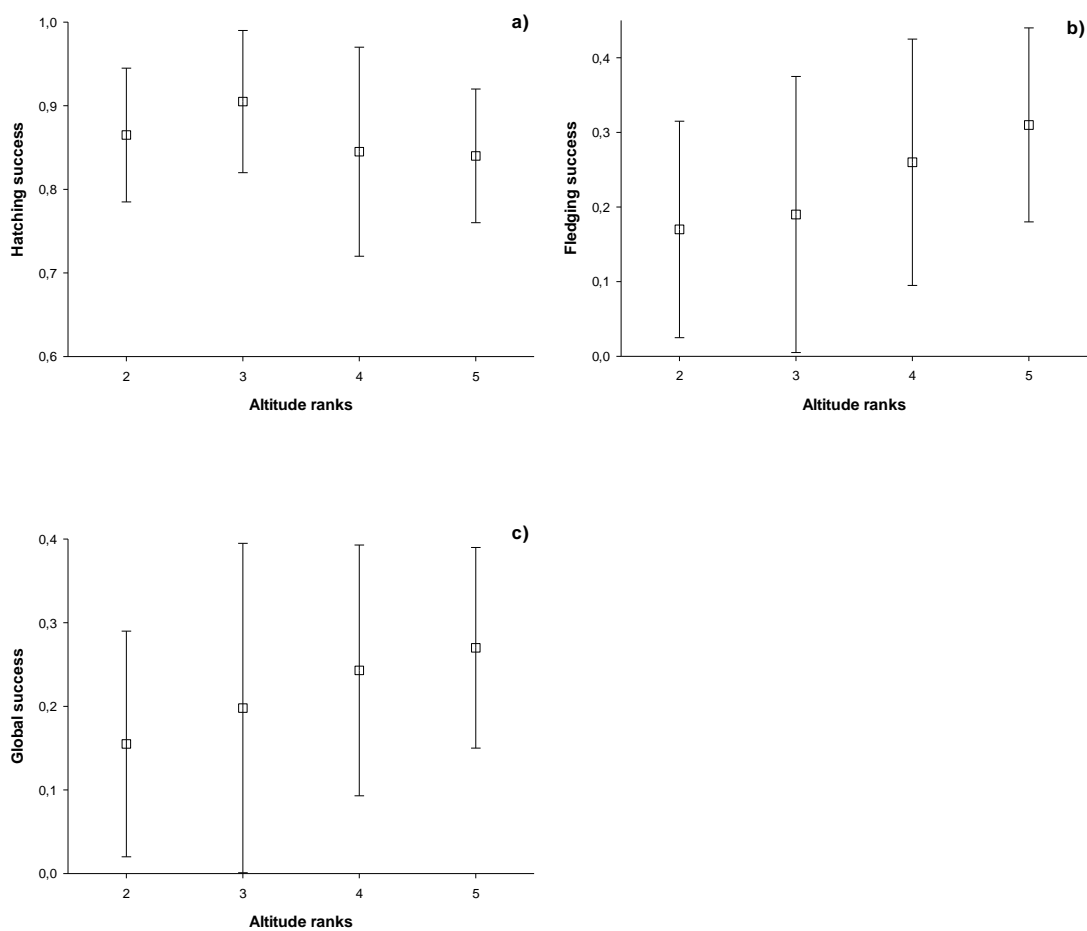 a)
1,0
0,9
0,8
0,7
0,6
Hatching success
2 3 4 5
Altitude ranks
b)
0,4
0,3
0,2
0,1
0,0
Fledging success
2 3 4 5
Altitude ranks
c)
0,4
0,3
0,2
0,1
0,0
Global success
2 3 4 5
Altitude ranks